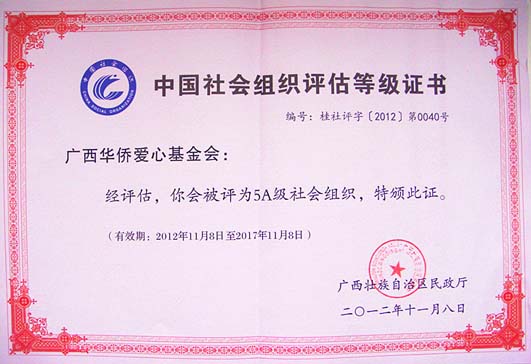 中国社会组织评估等级证书
编号：桂社评字〔2012〕第0040号
广西华侨爱心基金会：
经评估，你会被评为5A级社会组织，特颁此证。
（有效期：2012年11月8日至2017年11月8日）
广西壮族自治区民政厅
二〇一二年十一月八日